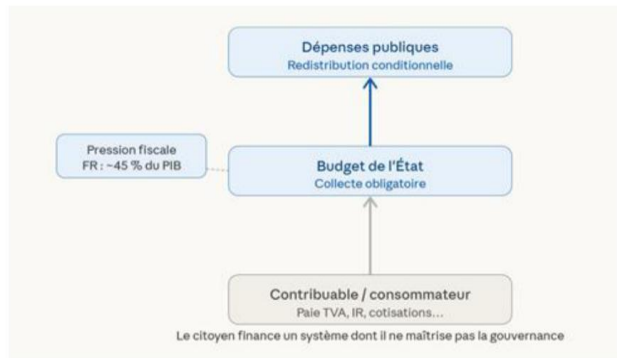 Dépenses publiques
Redistribution conditionnelle
Pression fiscale
FR : ~45 % du PIB
Budget de l'État
Collecte obligatoire
Contribuable / consommateur
Paie TVA, IR, cotisations...
Le citoyen finance un système dont il ne maîtrise pas la gouvernance